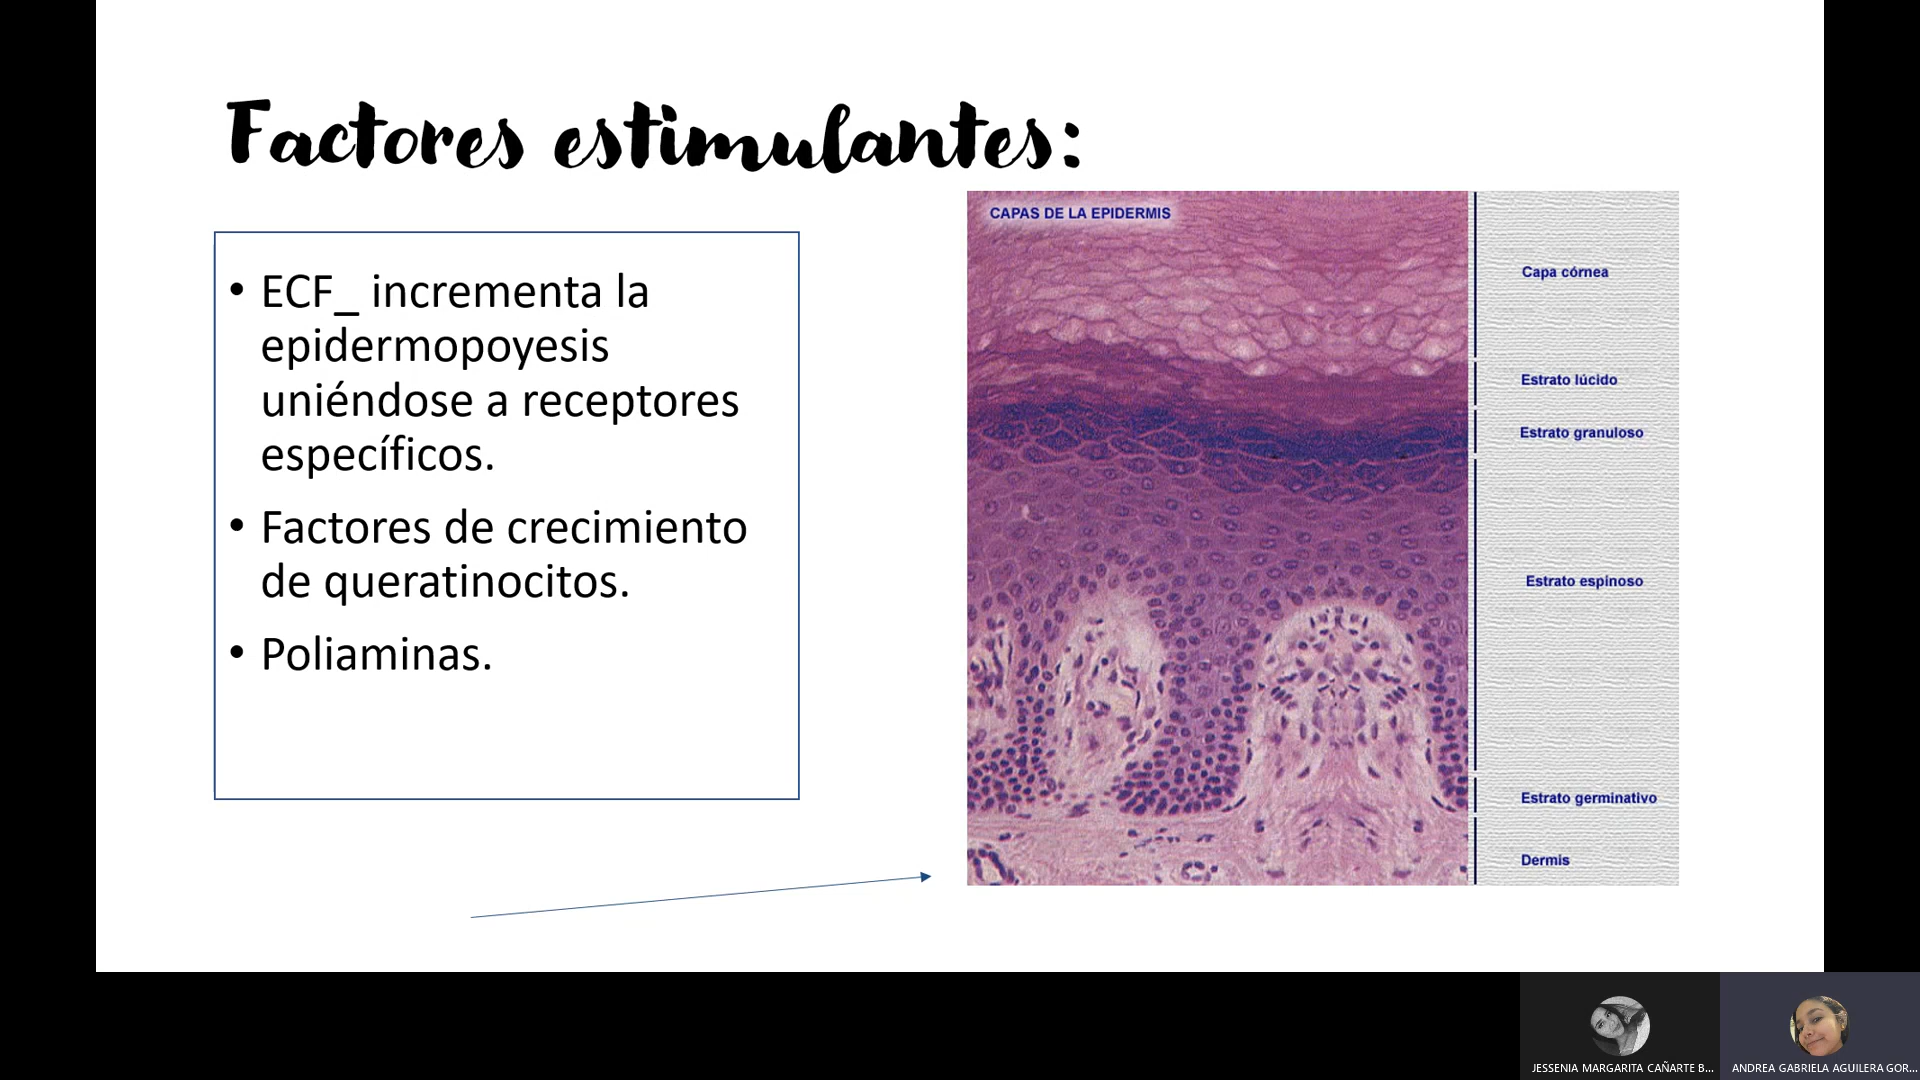 Factores estimulantes:
• ECF_ incrementa la
epidermopoyesis
uniéndose a receptores
específicos.
• Factores de crecimiento
de queratinocitos.
• Poliaminas.
CAPAS DE LA EPIDERMIS
Capa córnea
Estrato lúcido
Estrato granuloso
Estrato espinoso
Estrato germinativo
Dermis
JESSENIA MARGARITA CAÑARTE B...
ANDREA GABRIELA AGUILERA GOR...